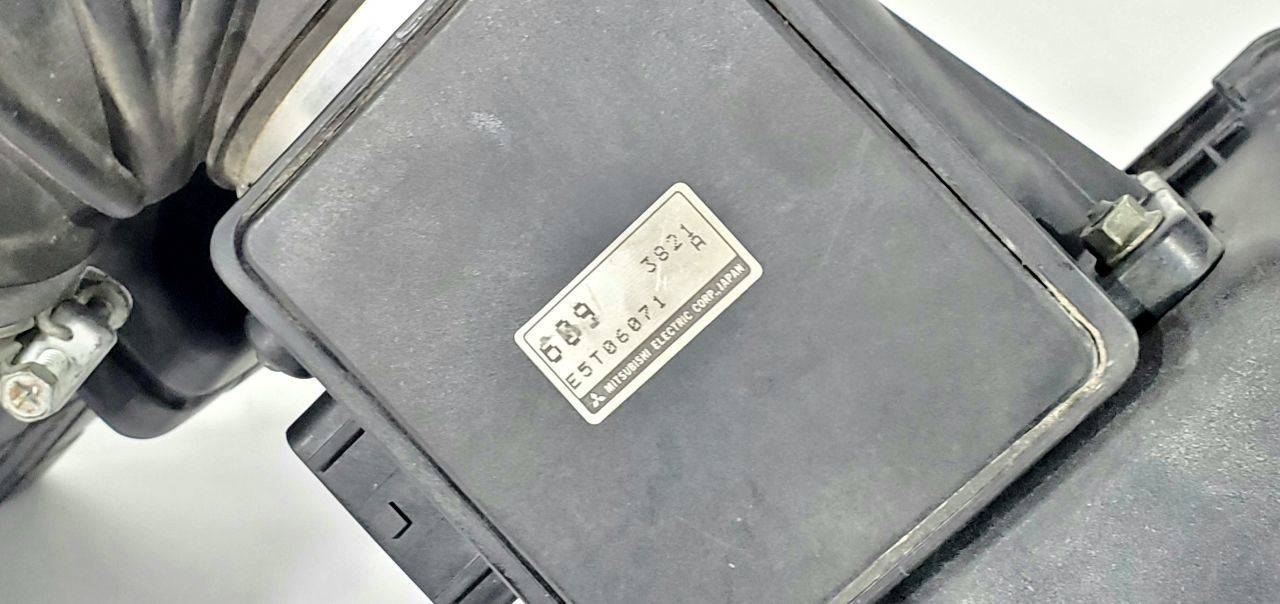 609 3821
A
E5T06071
MITSUBISHI ELECTRIC CORP. JAPAN